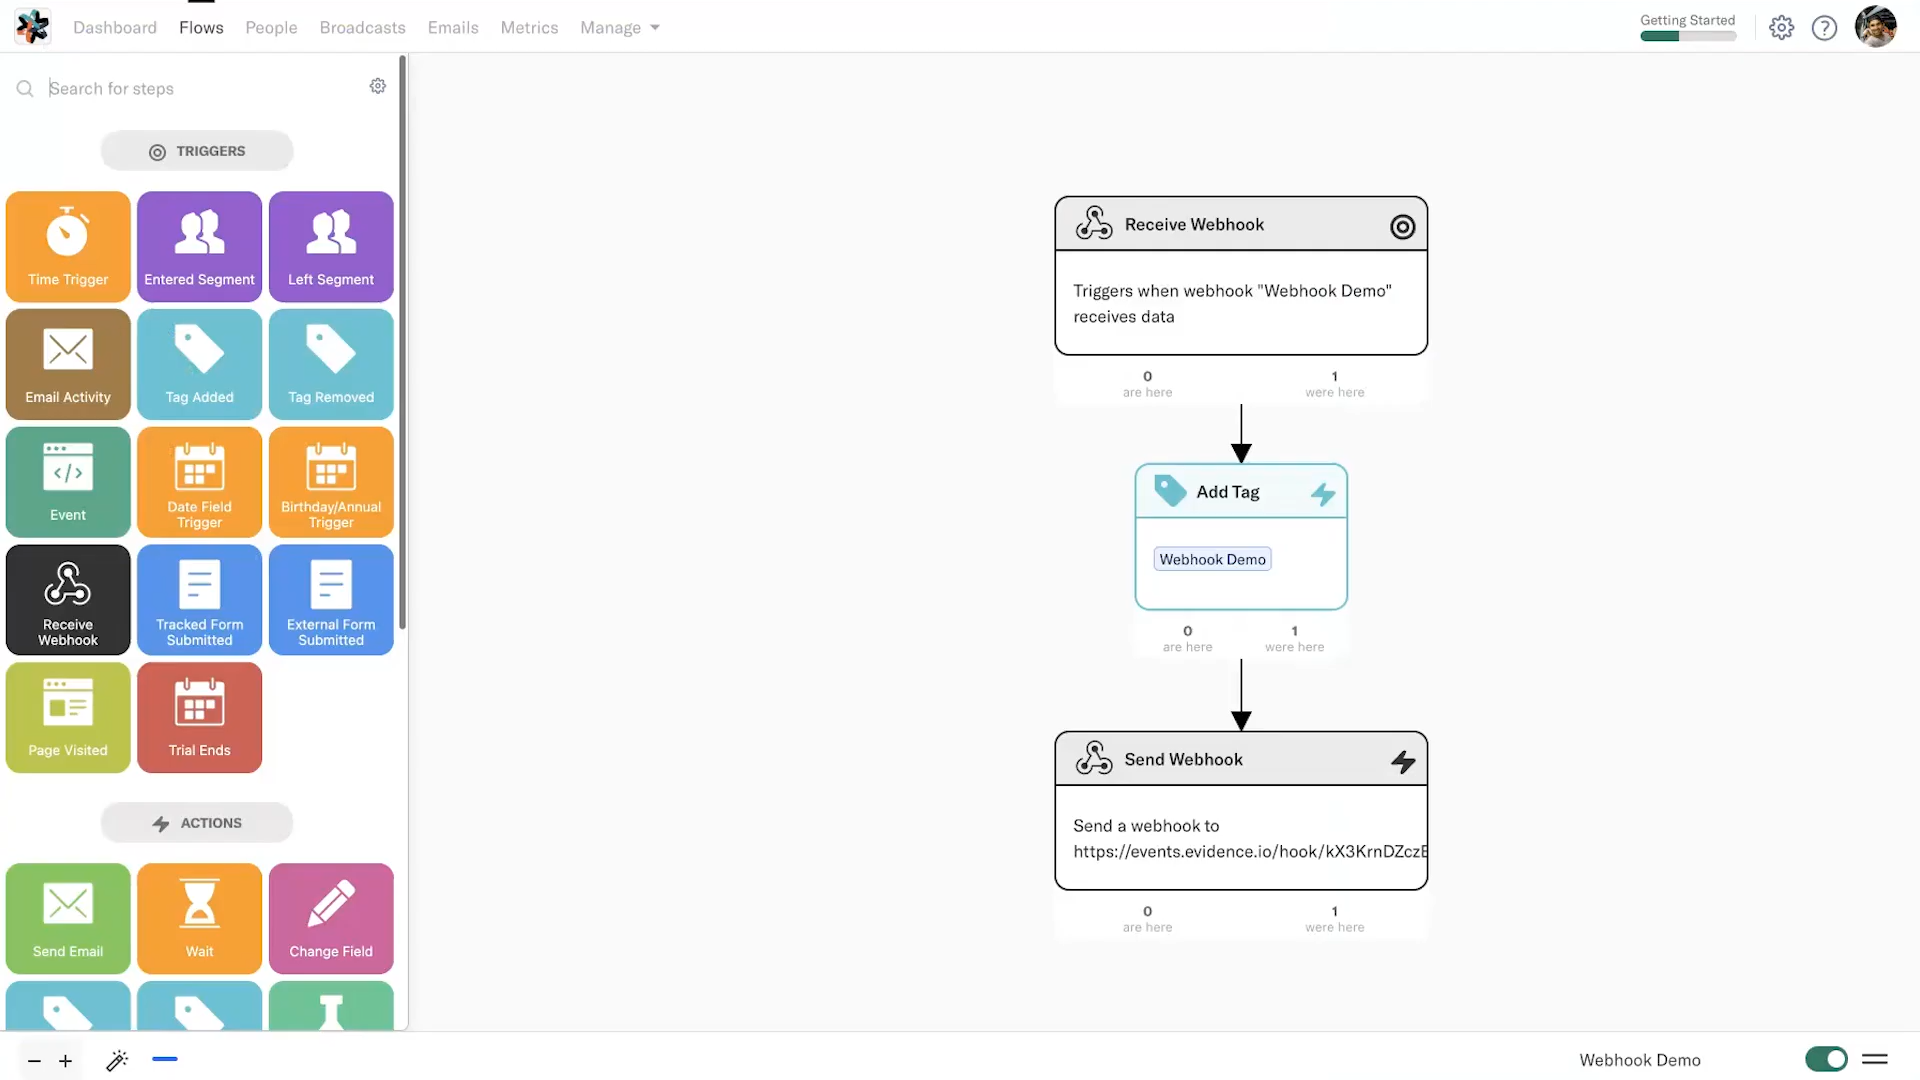 Dashboard Flows People Broadcasts Emails Metrics Manage
Getting Started
Search for steps
TRIGGERS
Time Trigger
Entered Segment
Left Segment
Email Activity
Tag Added
Tag Removed
Event
Date Field
Trigger
Birthday/Annual
Trigger
Receive
Webhook
Tracked Form
Submitted
External Form
Submitted
Page Visited
Trial Ends
ACTIONS
Send Email
Wait
Change Field
Receive Webhook
Triggers when webhook "Webhook Demo"
receives data
0 1
are here were here
Add Tag
Webhook Demo
0 1
are here were here
Send Webhook
Send a webhook to
https://events.evidence.io/hook/kX3KrnDZczE
0 1
are here were here
Webhook Demo